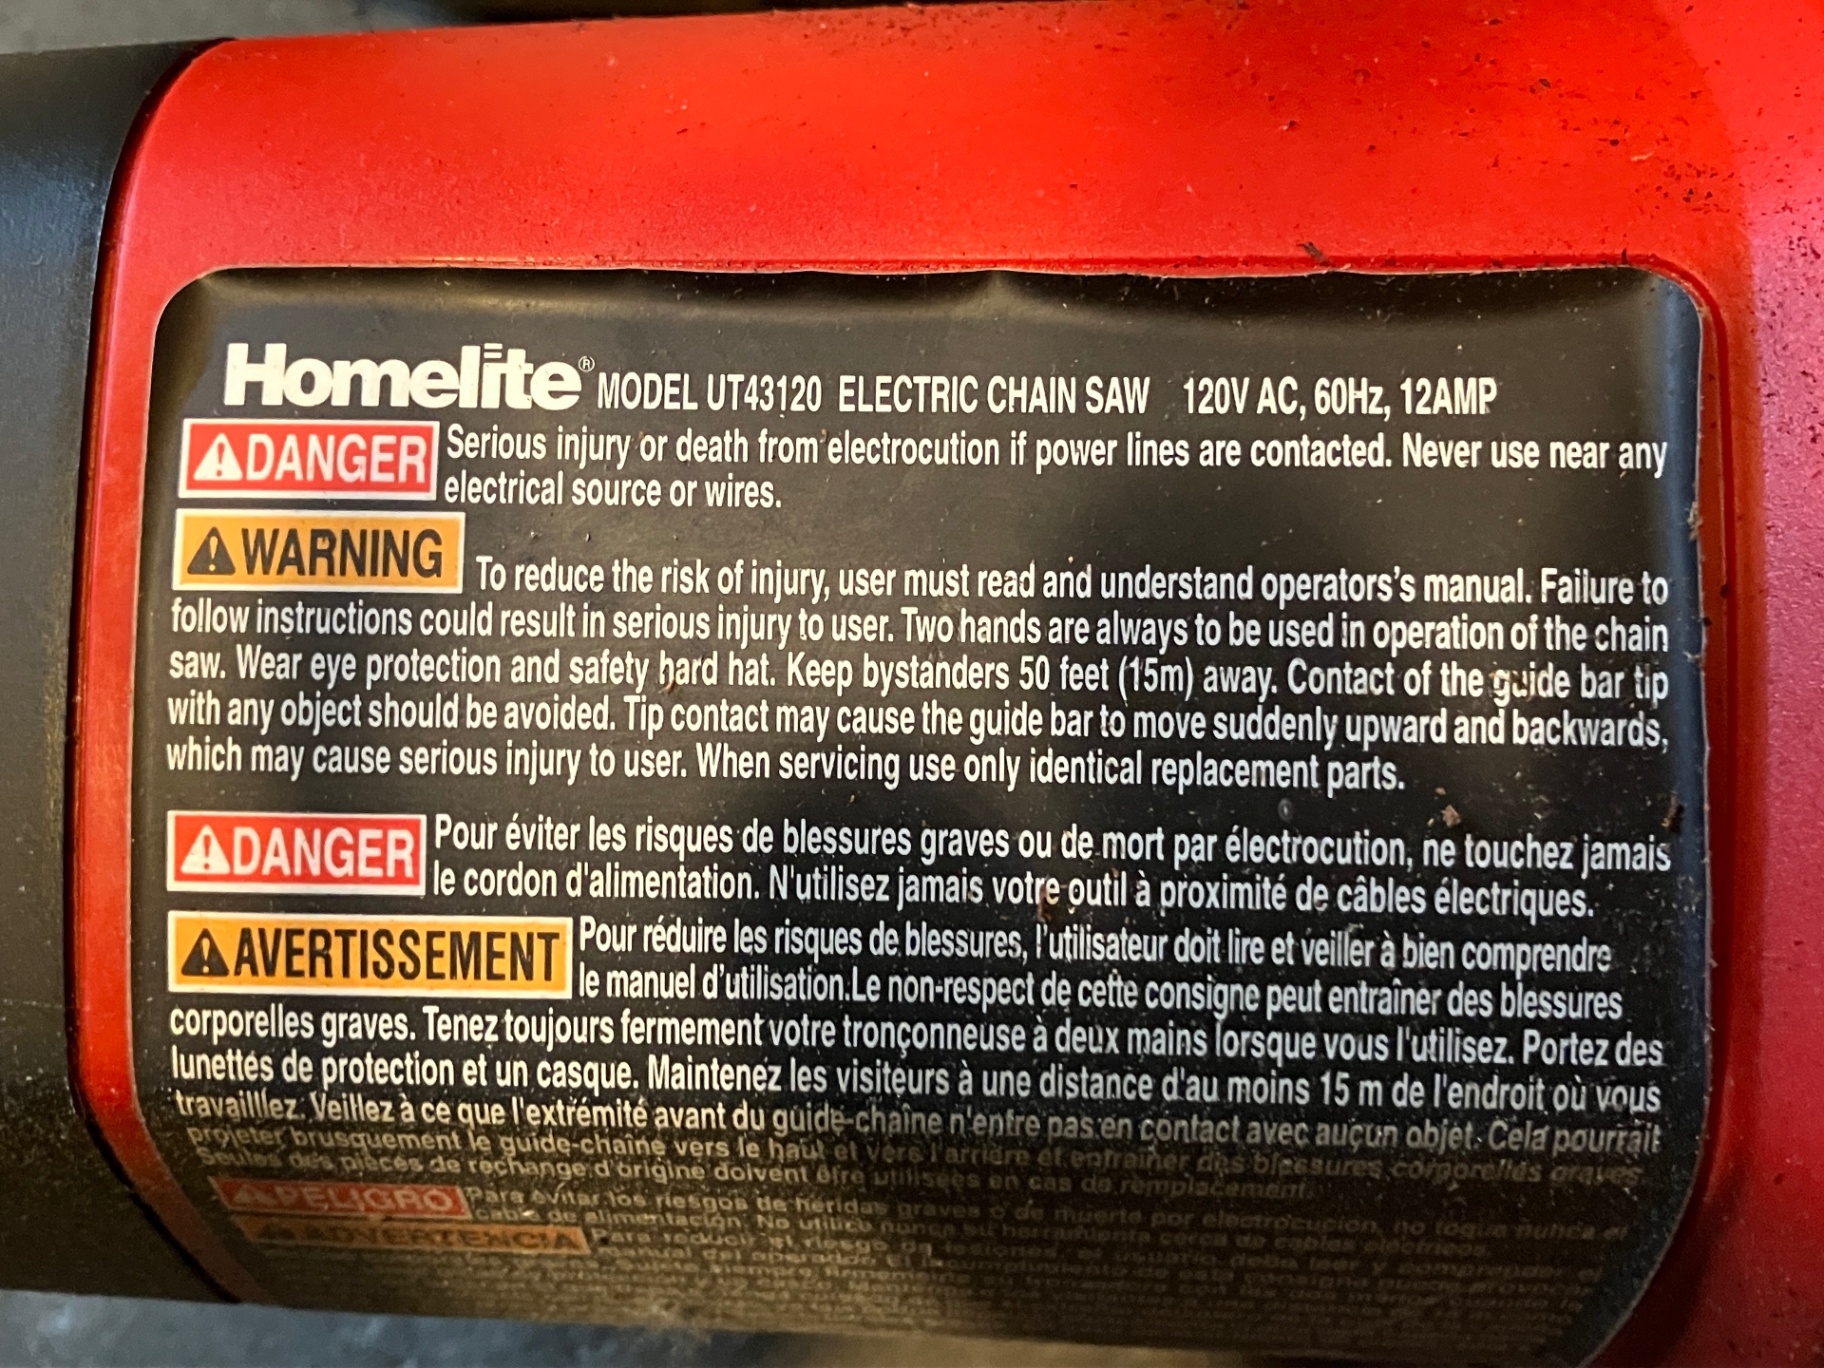 Homelite® MODEL UT43120 ELECTRIC CHAIN SAW 120V AC, 60Hz, 12AMP
DANGER Serious injury or death from electrocution if power lines are contacted. Never use near any
electrical source or wires.
WARNING To reduce the risk of injury, user must read and understand operators's manual. Failure to
follow instructions could result in serious injury to user. Two hands are always to be used in operation of the chain
saw. Wear eye protection and safety hard hat. Keep bystanders 50 feet (15m) away. Contact of the guide bar tip
with any object should be avoided. Tip contact may cause the guide bar to move suddenly upward and backwards,
which may cause serious injury to user. When servicing use only identical replacement parts.
DANGER Pour éviter les risques de blessures graves ou de mort par électrocution, ne touchez jamais
le cordon d'alimentation. N'utilisez jamais votre outil à proximité de câbles électriques.
AVERTISSEMENT Pour réduire les risques de blessures, l'utilisateur doit lire et veiller à bien comprendre
le manuel d'utilisation.Le non-respect de cette consigne peut entraîner des blessures
corporelles graves. Tenez toujours fermement votre tronçonneuse à deux mains lorsque vous l'utilisez. Portez des
lunettes de protection et un casque. Maintenez les visiteurs à une distance d'au moins 15 m de l'endroit où vous
travailllez. Veillez à ce que l'extrémité avant du guide-chaîne n'entre pas en contact avec auçun objet. Cela pourrait
projeter brusquement le guide-chaîne vers le haut et vers l'arrière et entraîner des blessures corporelles graves.
Seules des pièces de rechange d'origine doivent être utilisées en cas de remplacement.
PELIGRO Para evitar los riesgos de heridas graves o de muerte por electrocución, no toque nunca el
cable de alimentación. No utilice nunca su herramienta cerca de cables eléctricos.
ADVERTENCIA Para reducir el riesgo de lesiones, el usuario debe leer y comprender el
manual del operador. El incumplimiento de esta consigna puede